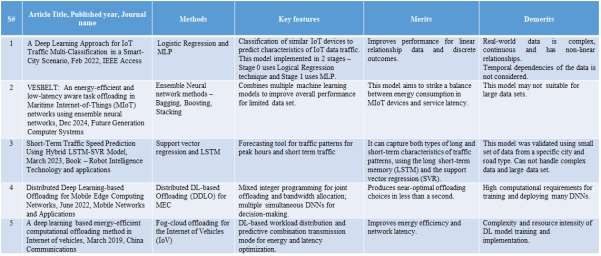 S#
Article Title, Published year, Journal
name
Methods
Key features
Merits
Demerits
1
A Deep Learning Approach for IoT
Traffic Multi-Classification in a Smart-
City Scenario, Feb 2022, IEEE Access
Logistic Regression and
MLP
Classification of similar IoT devices to
predict characteristics of IoT data traffic.
This model implemented in 2 stages –
Stage 0 uses Logical Regression
technique and Stage 1 uses MLP.
Improves performance for linear
relationship data and discrete
outcomes.
Real-world data is complex,
continuous and has non-linear
relationships.
Temporal dependencies of the data is
not considered.
2
VESBELT: An energy-efficient and
low-latency aware task offloading in
Maritime Internet-of-Things (MIoT)
networks using ensemble neural
networks, Dec 2024, Future Generation
Computer Systems
Ensemble Neural
network methods –
Bagging, Boosting,
Stacking
Combines multiple machine learning
models to improve overall performance
for limited data set.
This model aims to strike a balance
between energy consumption in
MIoT devices and service latency.
This model may not suitable for
large data sets.
3
Short-Term Traffic Speed Prediction
Using Hybrid LSTM-SVR Model,
March 2023, Book – Robot Intelligence
Technology and applications
Support vector
regression and LSTM
Forecasting tool for traffic patterns for
peak hours and short term traffic
It can capture both types of long and
short-term characteristics of traffic
patterns, using the long short-term
memory (LSTM) and the support
vector regression (SVR).
This model was validated using small
set of data from a specific city and
road type. Can not handle complex
data and large data set.
4
Distributed Deep Learning-based
Offloading for Mobile Edge Computing
Networks, June 2022, Mobile Networks
and Applications
Distributed DL-based
Offloading (DDLO) for
MEC
Mixed integer programming for joint
offloading and bandwidth allocation;
multiple simultaneous DNNs for
decision-making.
Produces near-optimal offloading
choices in less than a second.
High computational requirements for
training and deploying many DNNs.
5
A deep learning based energy-efficient
computational offloading method in
Internet of vehicles, March 2019, China
Communications
Fog-cloud offloading for
the Internet of Vehicles
(IoV)
DL-based workload distribution and
predictive combination transmission
mode for energy and latency
optimization.
Improves energy efficiency and
network latency.
Complexity and resource intensity of
DL model training and
implementation.